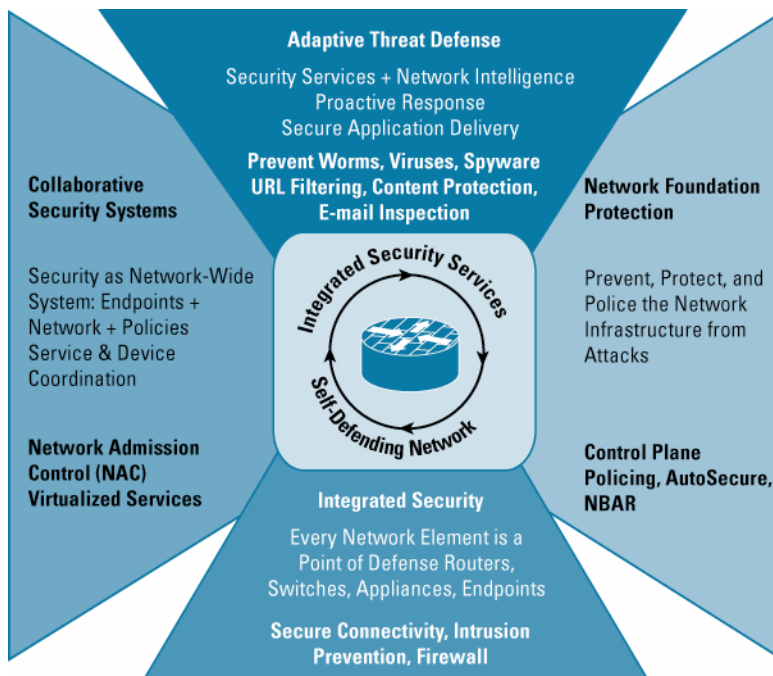 Adaptive Threat Defense
Security Services + Network Intelligence
Proactive Response
Secure Application Delivery
Prevent Worms, Viruses, Spyware
URL Filtering, Content Protection,
E-mail Inspection
Collaborative
Security Systems
Security as Network-Wide
System: Endpoints +
Network + Policies
Service & Device
Coordination
Network Admission
Control (NAC)
Virtualized Services
Integrated Security Services
Self-Defending Network
Network Foundation
Protection
Prevent, Protect, and
Police the Network
Infrastructure from
Attacks
Control Plane
Policing, AutoSecure,
NBAR
Integrated Security
Every Network Element is a
Point of Defense Routers,
Switches, Appliances, Endpoints
Secure Connectivity, Intrusion
Prevention, Firewall